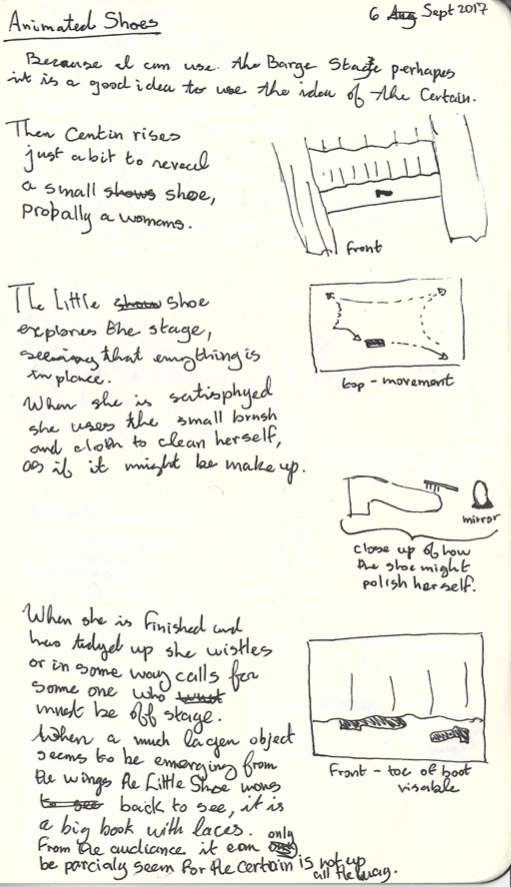 Animated Shoes
6 Aug Sept 2017
Because I can use the Barge Stage perhapes
it is a good idea to use the idea of the Certain.
Then Centin rises
just a bit to reveal
a small shows shoe,
Probally a womans.
front
The Little show shoe
explores the stage,
seeming that emything is
in place.
When she is satisphyed
she uses the small brush
and cloth to clean herself,
as if it might be make up.
top - movement
mirror
close up of how
the shoe might
polish herself.
When she is finished and
has tidyed up she wistles
or in some way calls for
some one who must
must be off stage.
When a much lagen object
seems to be emerging from
the wings the Little Shoe moves
to see back to see, it is
a big book with laces.
From the audiance it can only
be parcialy seem for the Certain is not up
all the way.
Front - toe of boot
visable